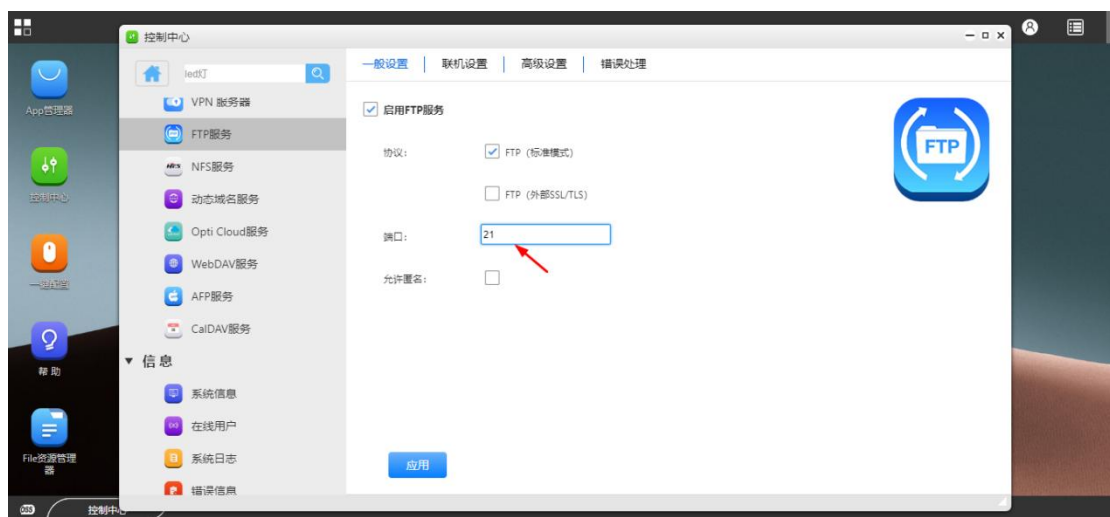 控制中心
App管理器
控制中心
一键配置
帮 助
File资源管理
器
led灯
VPN 服务器
FTP服务
NFS服务
动态域名服务
Opti Cloud服务
WebDAV服务
AFP服务
CalDAV服务
信 息
系统信息
在线用户
系统日志
错误信息
一般设置
联机设置
高级设置
错误处理
启用FTP服务
协议：
FTP（标准模式）
FTP（外部SSL/TLS）
端口：
21
允许匿名：
FTP
应用
控制中心